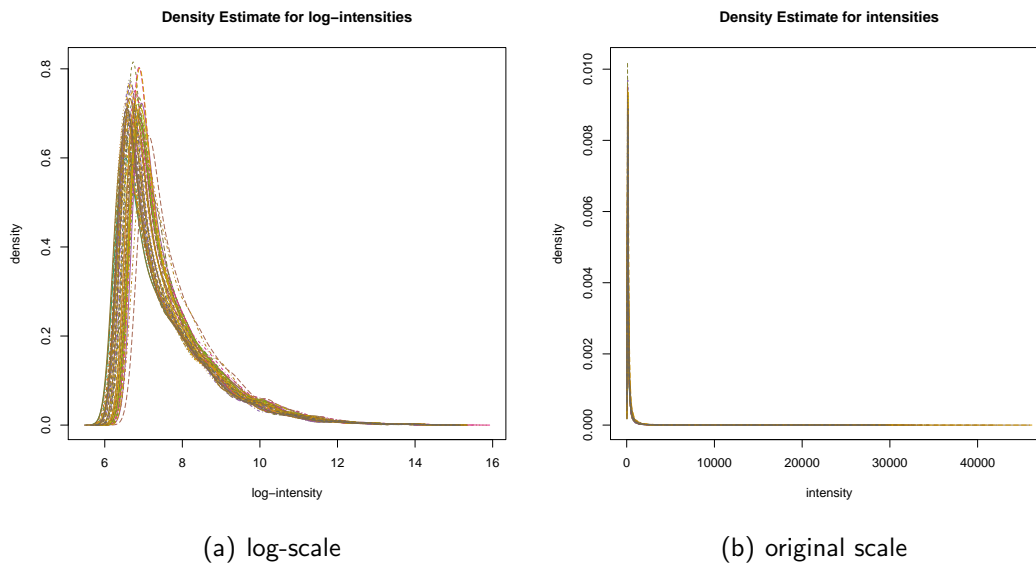 Density Estimate for log−intensities
density
0.0
0.2
0.4
0.6
0.8
6 8 10 12 14 16
log−intensity
(a) log-scale
Density Estimate for intensities
density
0.000
0.002
0.004
0.006
0.008
0.010
0 10000 20000 30000 40000
intensity
(b) original scale